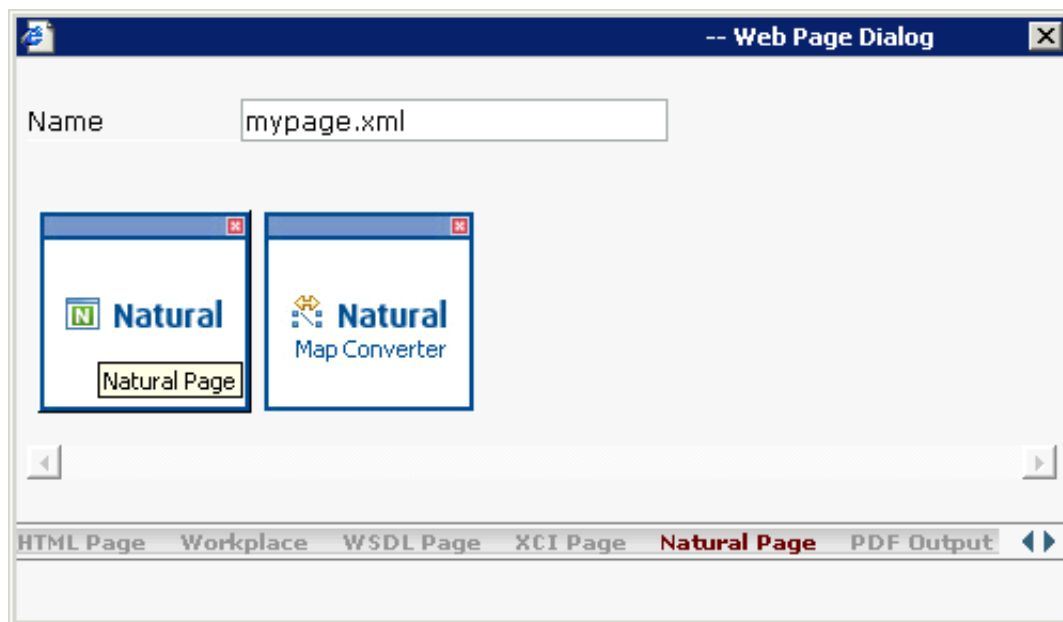 -- Web Page Dialog
Name mypage.xml
N Natural Natural
Map Converter
Natural Page
HTML Page Workplace WSDL Page XCI Page Natural Page PDF Output